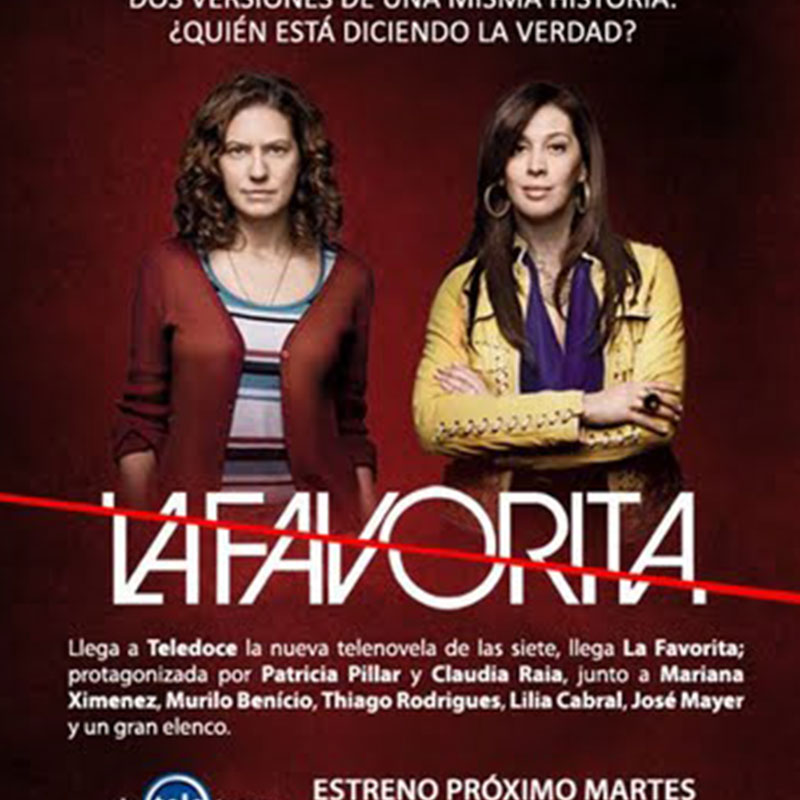 DOS VERSIONES DE UNA MISMA HISTORIA.
¿QUIÉN ESTÁ DICIENDO LA VERDAD?
LA FAVORITA.
Llega a Teledoce la nueva telenovela de las siete, llega La Favorita;
protagonizada por Patricia Pillar y Claudia Raia, junto a Mariana
Ximenez, Murilo Benício, Thiago Rodrigues, Lilia Cabral, José Mayer
y un gran elenco.
ESTRENO PRÓXIMO MARTES